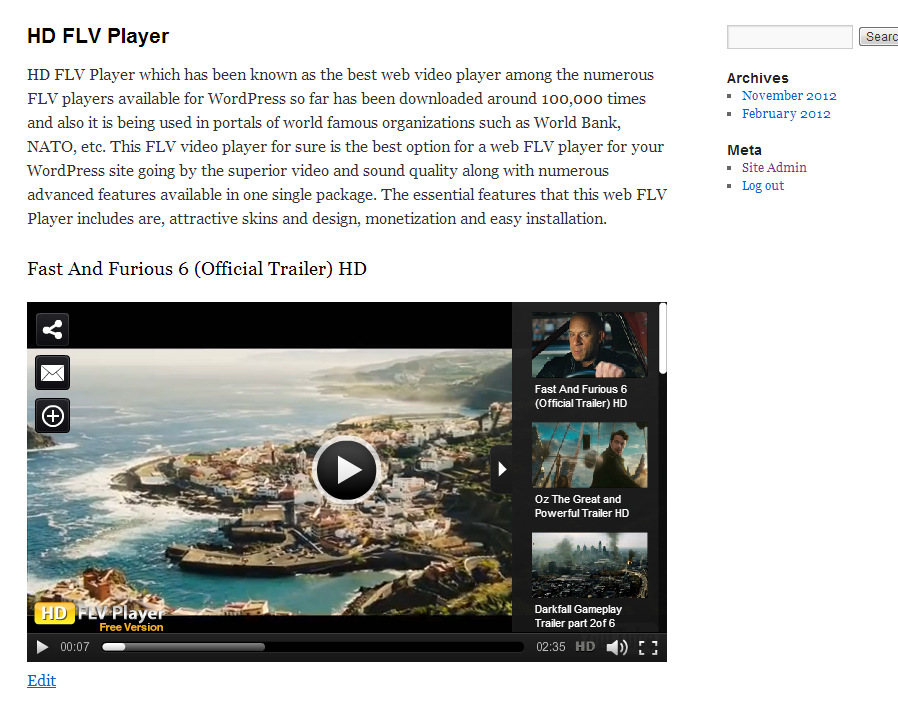 HD FLV Player
HD FLV Player which has been known as the best web video player among the numerous
FLV players available for WordPress so far has been downloaded around 100,000 times
and also it is being used in portals of world famous organizations such as World Bank,
NATO, etc. This FLV video player for sure is the best option for a web FLV player for your
WordPress site going by the superior video and sound quality along with numerous
advanced features available in one single package. The essential features that this web FLV
Player includes are, attractive skins and design, monetization and easy installation.
Fast And Furious 6 (Official Trailer) HD
Fast And Furious 6
(Official Trailer) HD
Oz The Great and
Powerful Trailer HD
Darkfall Gameplay
Trailer part 2of 6
HD FLV Player
Free Version
00:07
02:35 HD
Edit
Searc
Archives
November 2012
February 2012
Meta
Site Admin
Log out